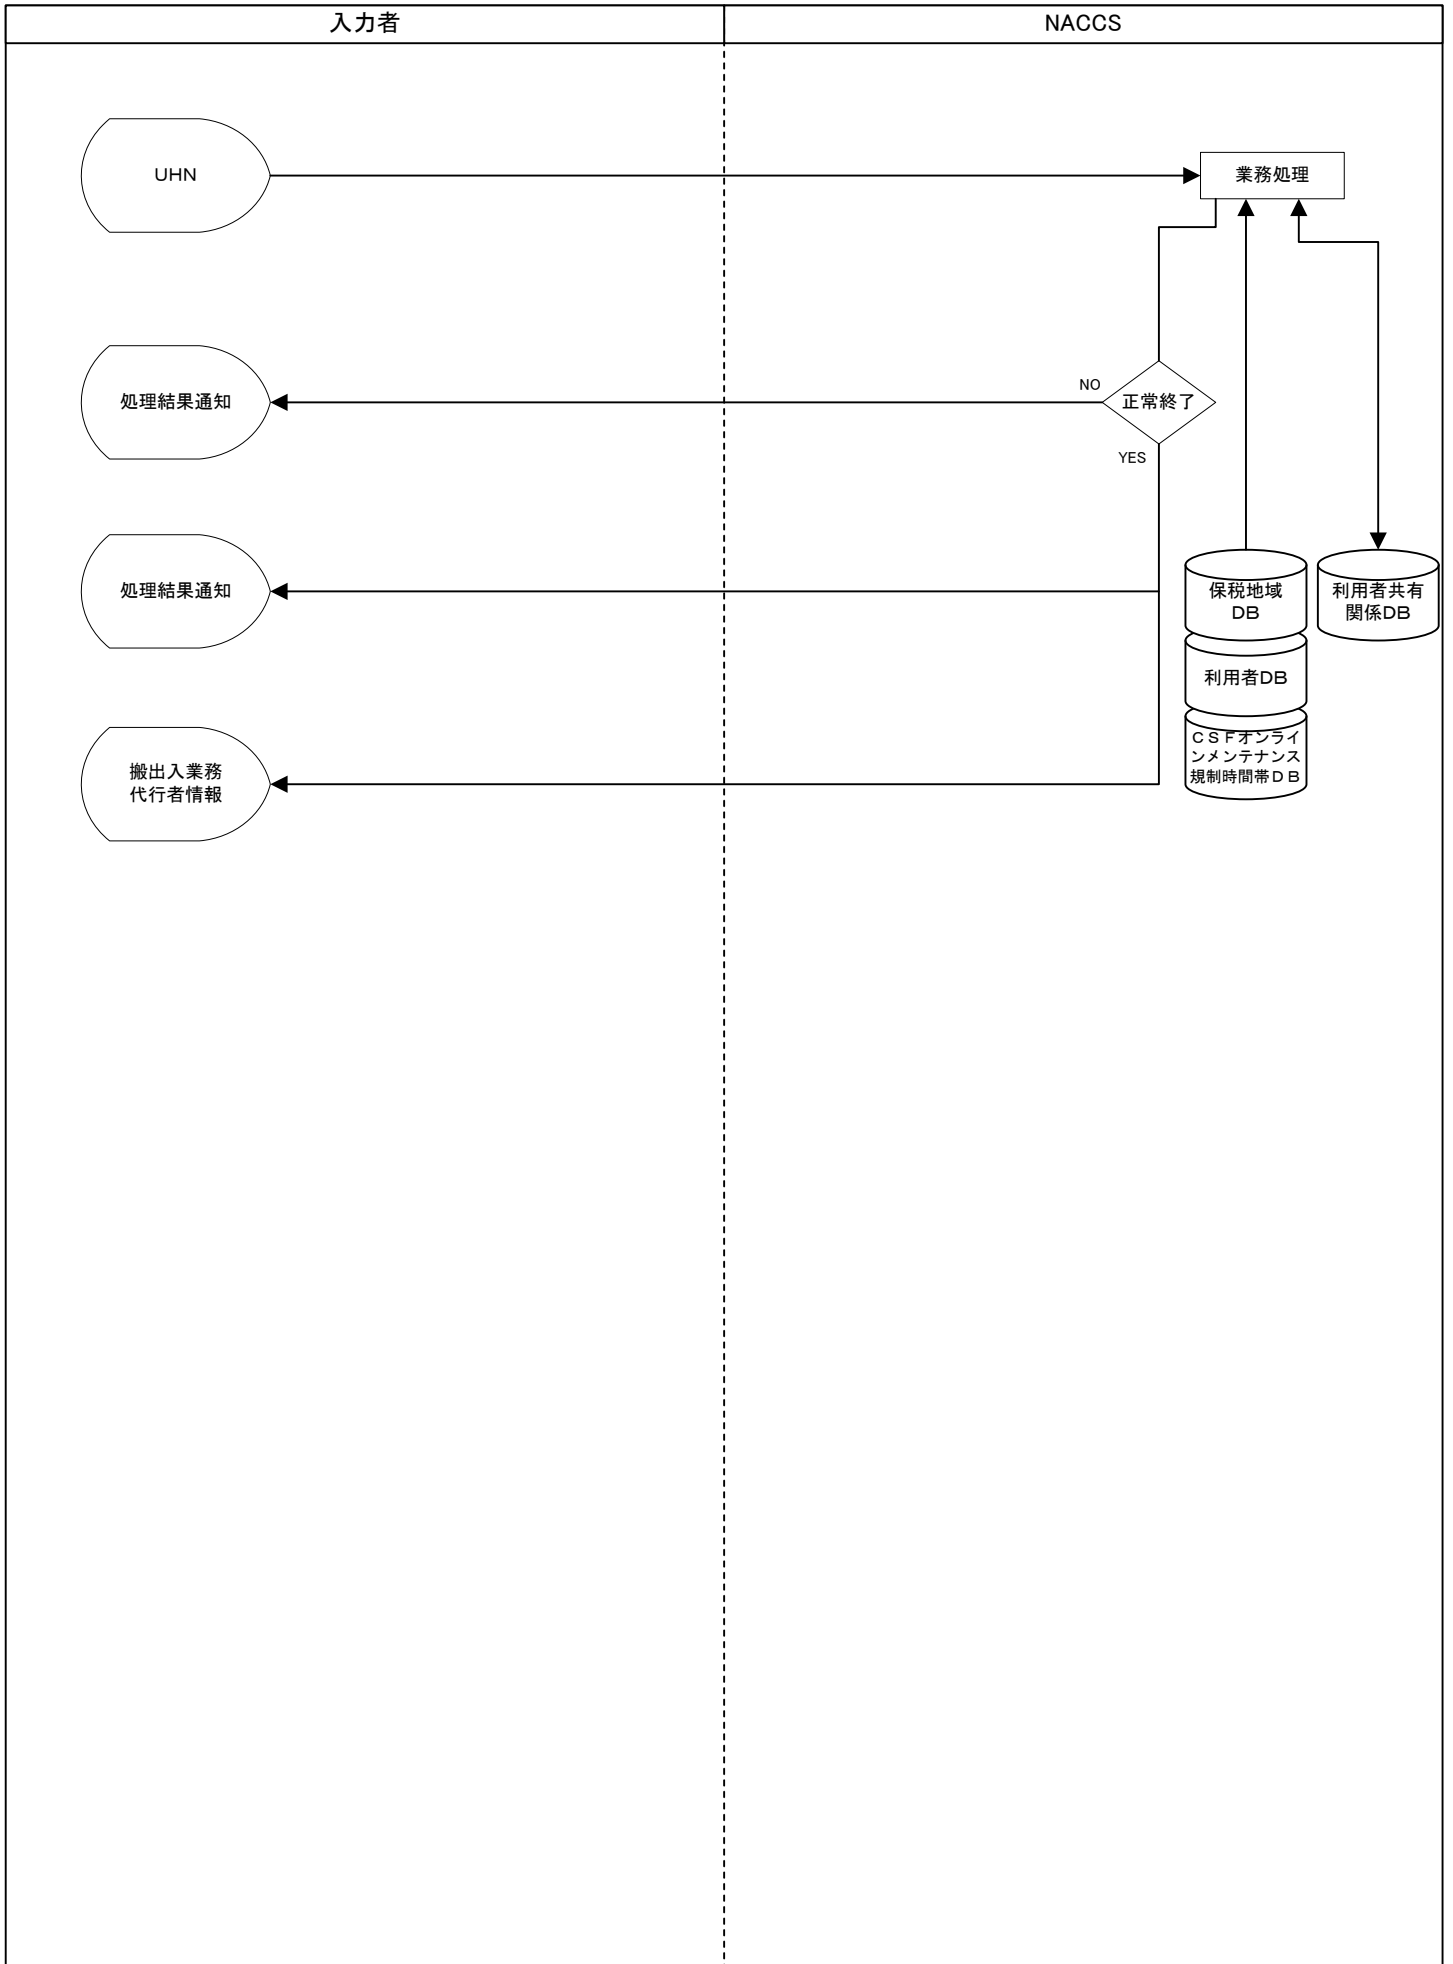 入力者
NACCS
UHN
業務処理
処理結果通知
NO
正常終了
YES
処理結果通知
保税地域
DB
利用者共有
関係DB
利用者DB
搬出入業務
代行者情報
ＣＳＦオンライ
ンメンテナンス
規制時間帯ＤＢ